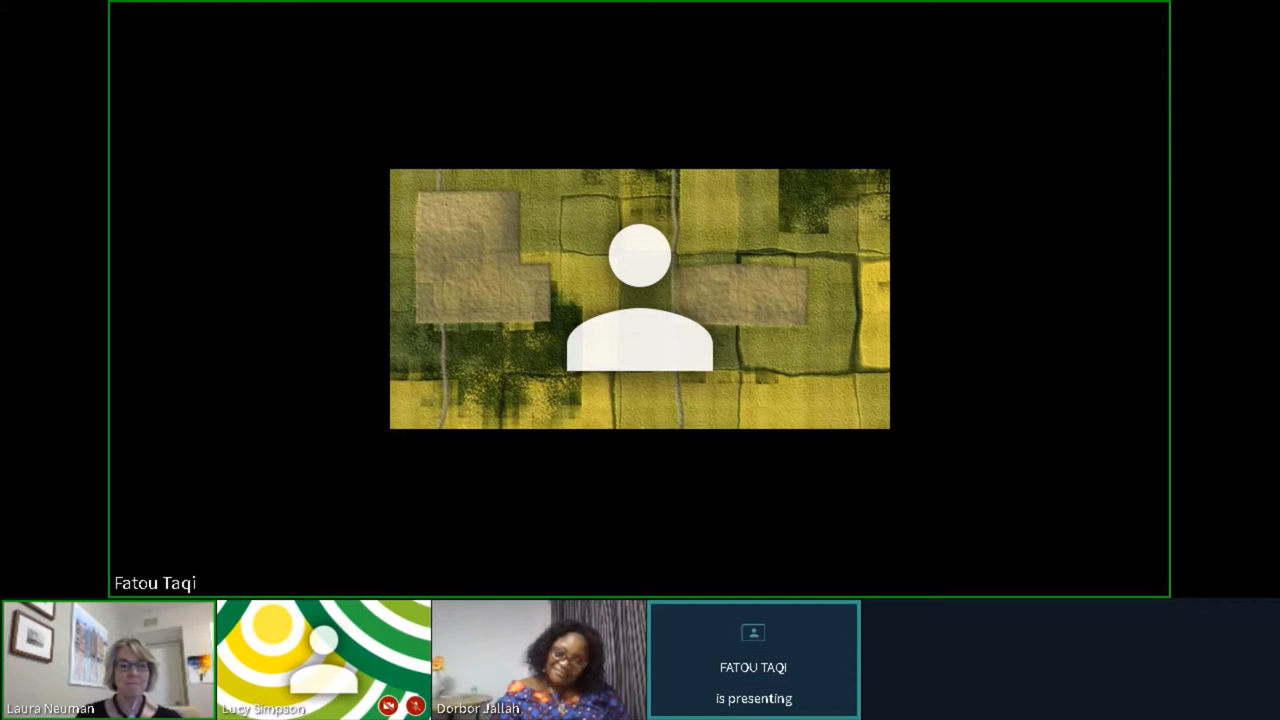 Fatou Taqi
Laura Neuman
Lucy Simpson
Dorbor Jallah
FATOU TAQI
is presenting